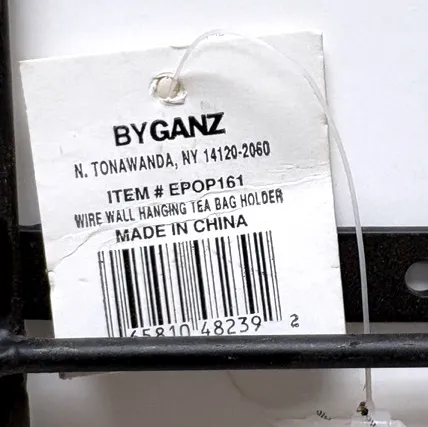 BYGANZ
N. TONAWANDA, NY 14120-2060
ITEM # EPOP161
WIRE WALL HANGING TEA BAG HOLDER
MADE IN CHINA
45810 48239 2